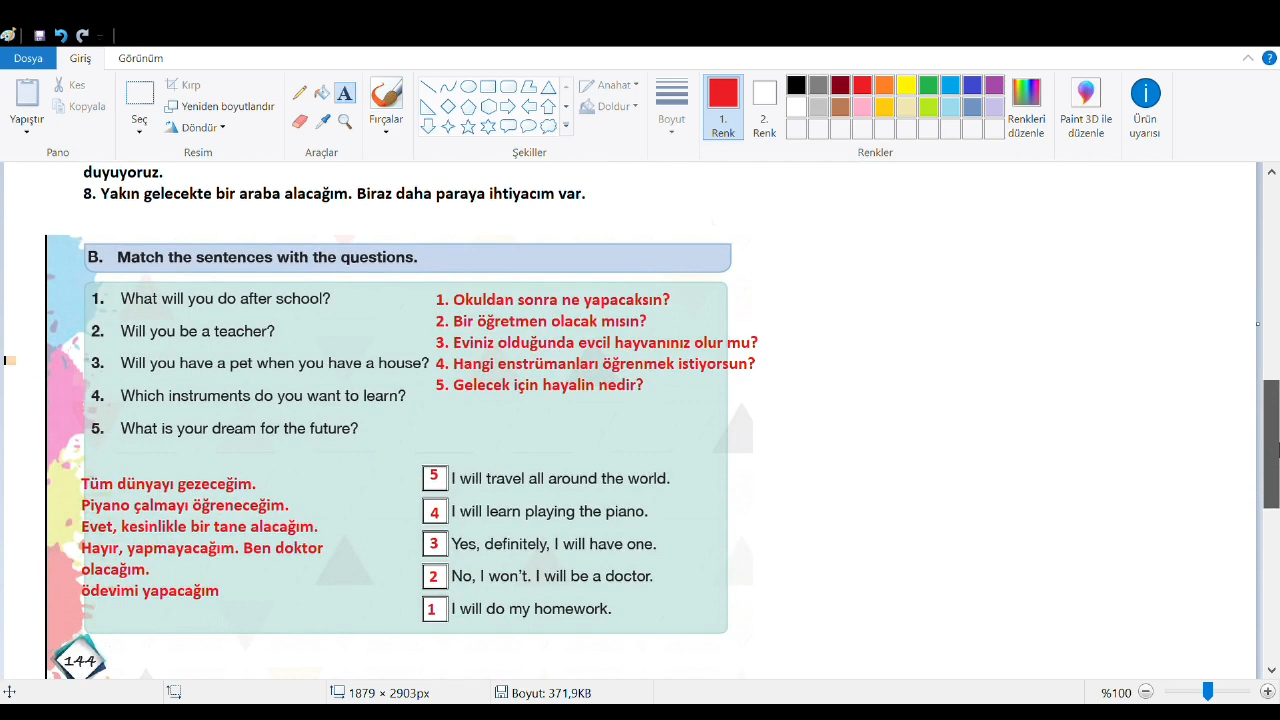 Dosya Giriş Görünüm
Yapıştır
Kes
Kopyala
Seç
Kırp
Yeniden boyutlandır
Döndür
A
Fırçalar
Anahat
Doldur
Boyut
1.
Renk
2.
Renk
Renkleri
düzenle
Paint 3D ile
düzenle
Ürün
uyarısı
Pano Resim Araçlar Şekiller Renkler
duyuyoruz.
8. Yakın gelecekte bir araba alacağım. Biraz daha paraya ihtiyacım var.
B. Match the sentences with the questions.
1. What will you do after school?
2. Will you be a teacher?
3. Will you have a pet when you have a house?
4. Which instruments do you want to learn?
5. What is your dream for the future?
1. Okuldan sonra ne yapacaksın?
2. Bir öğretmen olacak mısın?
3. Eviniz olduğunda evcil hayvanınız olur mu?
4. Hangi enstrümanları öğrenmek istiyorsun?
5. Gelecek için hayalin nedir?
Tüm dünyayı gezeceğim.
Piyano çalmayı öğreneceğim.
Evet, kesinlikle bir tane alacağım.
Hayır, yapmayacağım. Ben doktor
olacağım.
ödevimi yapacağım
5 I will travel all around the world.
4 I will learn playing the piano.
3 Yes, definitely, I will have one.
2 No, I won't. I will be a doctor.
1 I will do my homework.
144
1879 × 2903px Boyut: 371,9KB %100